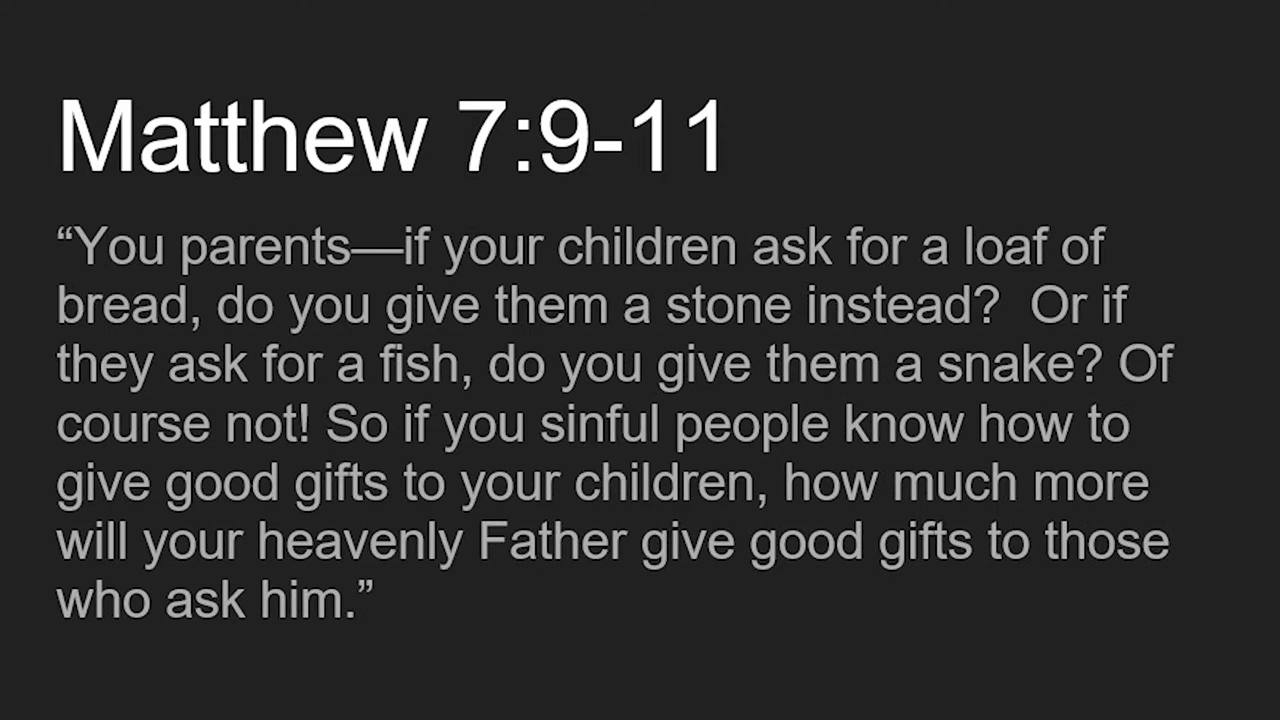 Matthew 7:9-11
“You parents—if your children ask for a loaf of
bread, do you give them a stone instead?  Or if
they ask for a fish, do you give them a snake? Of
course not! So if you sinful people know how to
give good gifts to your children, how much more
will your heavenly Father give good gifts to those
who ask him.”